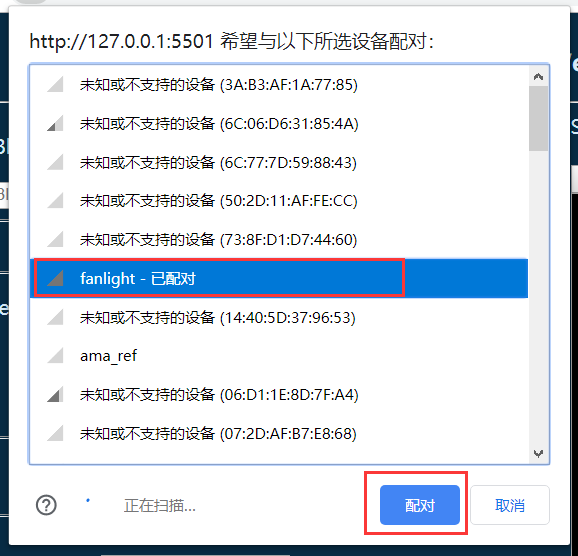 http://127.0.0.1:5501 希望与以下所选设备配对：
未知或不支持的设备 (3A:B3:AF:1A:77:85)
未知或不支持的设备 (6C:06:D6:31:85:4A)
未知或不支持的设备 (6C:77:7D:59:88:43)
未知或不支持的设备 (50:2D:11:AF:FE:CC)
未知或不支持的设备 (73:8F:D1:D7:44:60)
fanlight - 已配对
未知或不支持的设备 (14:40:5D:37:96:53)
ama_ref
未知或不支持的设备 (06:D1:1E:8D:7F:A4)
未知或不支持的设备 (07:2D:AF:B7:E8:68)
正在扫描...
配对
取消